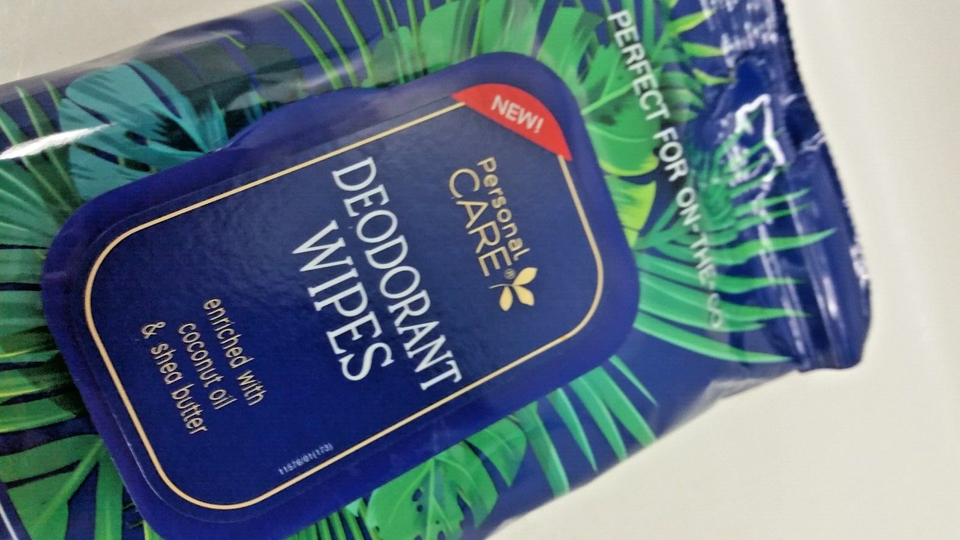 PERFECT FOR ON-THE-GO
NEW!
Personal
CARE®
DEODORANT
WIPES
enriched with
coconut oil
& shea butter